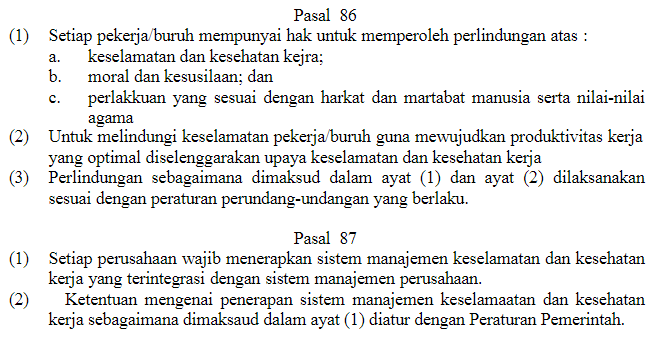 Pasal 86
(1) Setiap pekerja/buruh mempunyai hak untuk memperoleh perlindungan atas :
a. keselamatan dan kesehatan kejra;
b. moral dan kesusilaan; dan
c. perlakkuan yang sesuai dengan harkat dan martabat manusia serta nilai-nilai
agama
(2) Untuk melindungi keselamatan pekerja/buruh guna mewujudkan produktivitas kerja
yang optimal diselenggarakan upaya keselamatan dan kesehatan kerja
(3) Perlindungan sebagaimana dimaksud dalam ayat (1) dan ayat (2) dilaksanakan
sesuai dengan peraturan perundang-undangan yang berlaku.
Pasal 87
(1) Setiap perusahaan wajib menerapkan sistem manajemen keselamatan dan kesehatan
kerja yang terintegrasi dengan sistem manajemen perusahaan.
(2) Ketentuan mengenai penerapan sistem manajemen keselamaatan dan kesehatan
kerja sebagaimana dimaksaud dalam ayat (1) diatur dengan Peraturan Pemerintah.